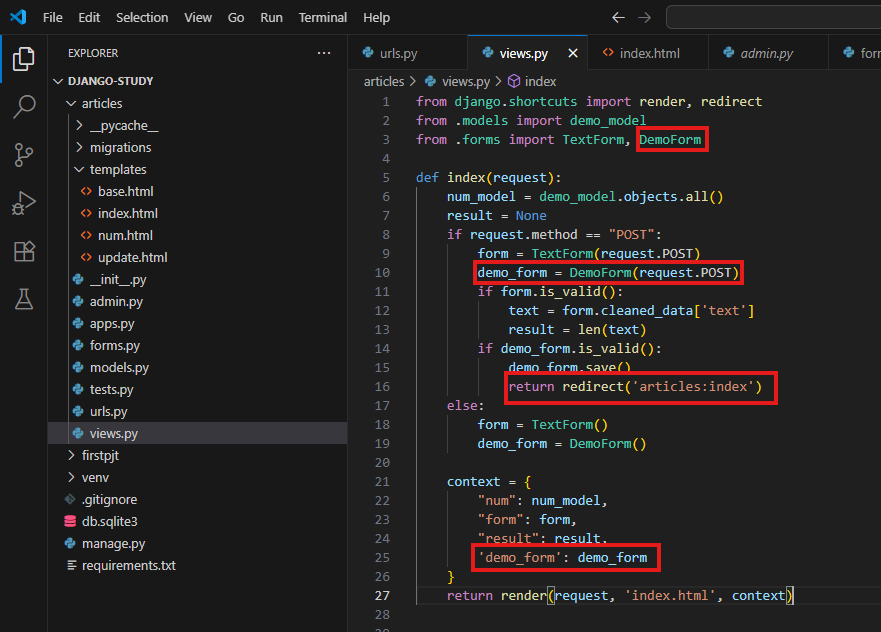 File Edit Selection View Go Run Terminal Help
EXPLORER
urls.py views.py index.html admin.py
DJANGO-STUDY
articles > views.py > index
articles
__pycache__
migrations
templates
base.html
index.html
num.html
update.html
__init__.py
admin.py
apps.py
forms.py
models.py
tests.py
urls.py
views.py
firstpjt
venv
.gitignore
db.sqlite3
manage.py
requirements.txt
1 from django.shortcuts import render, redirect
2 from .models import demo_model
3 from .forms import TextForm, DemoForm
4
5 def index(request):
6 num_model = demo_model.objects.all()
7 result = None
8 if request.method == "POST":
9 form = TextForm(request.POST)
10 demo_form = DemoForm(request.POST)
11 if form.is_valid():
12 text = form.cleaned_data['text']
13 result = len(text)
14 if demo_form.is_valid():
15 demo_form.save()
16 return redirect('articles:index')
17 else:
18 form = TextForm()
19 demo_form = DemoForm()
20
21 context = {
22 "num": num_model,
23 "form": form,
24 "result": result,
25 'demo_form': demo_form
26 }
27 return render(request, 'index.html', context)
28